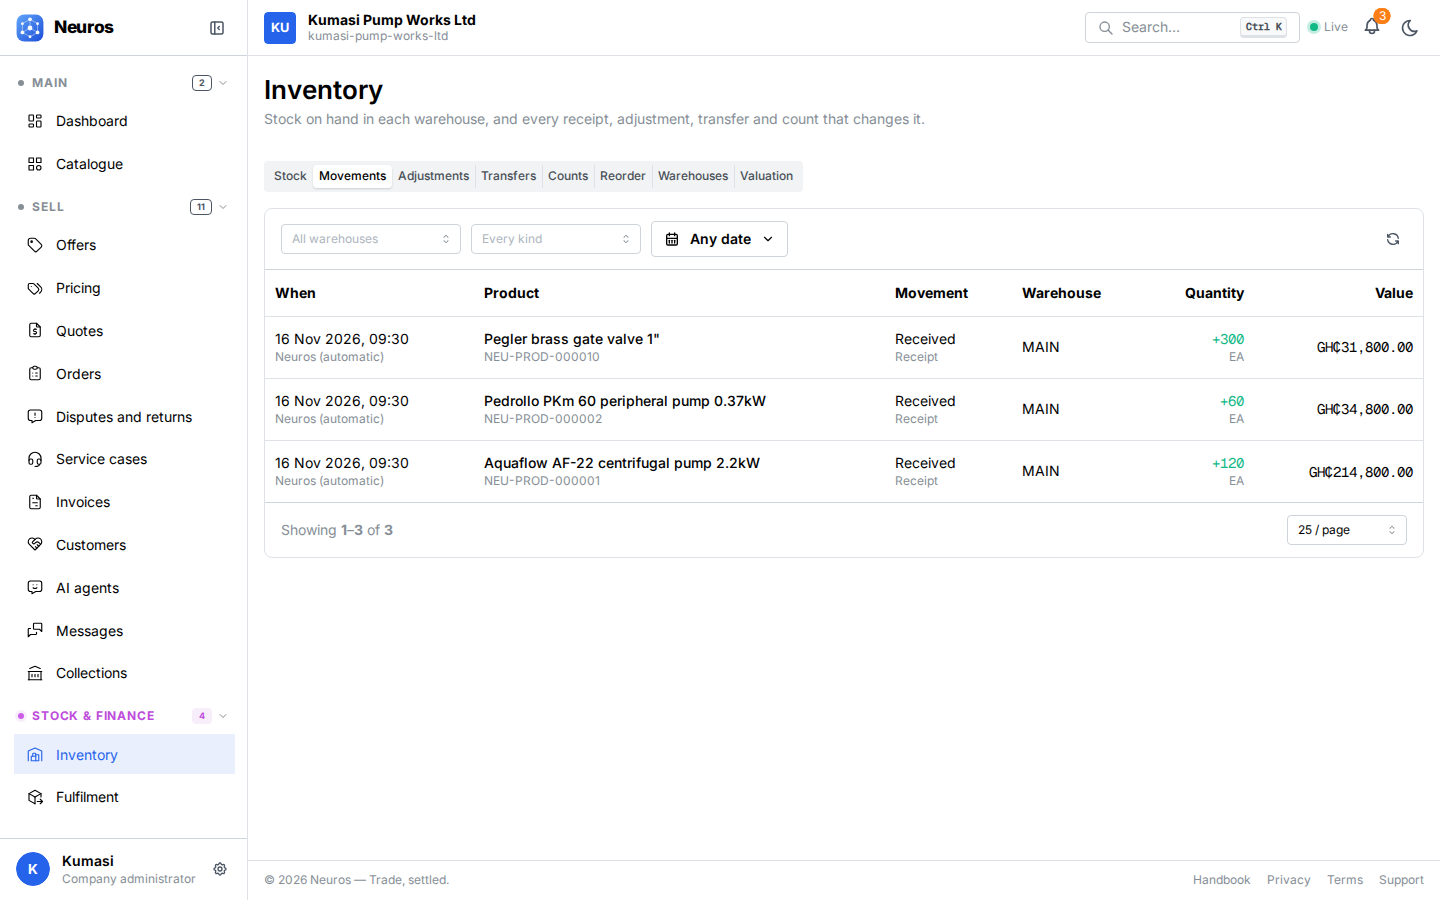 Neuros
KU
Kumasi Pump Works Ltd
kumasi-pump-works-ltd
Search...
Ctrl K
Live
3
MAIN
2
Dashboard
Catalogue
SELL
11
Offers
Pricing
Quotes
Orders
Disputes and returns
Service cases
Invoices
Customers
AI agents
Messages
Collections
STOCK & FINANCE
4
Inventory
Fulfilment
K
Kumasi
Company administrator
Inventory
Stock on hand in each warehouse, and every receipt, adjustment, transfer and count that changes it.
Stock Movements Adjustments Transfers Counts Reorder Warehouses Valuation
All warehouses Every kind Any date
When Product Movement Warehouse Quantity Value
16 Nov 2026, 09:30 Pegler brass gate valve 1" Received MAIN +300 GH₵31,800.00
Neuros (automatic) NEU-PROD-000010 Receipt EA
16 Nov 2026, 09:30 Pedrollo PKm 60 peripheral pump 0.37kW Received MAIN +60 GH₵34,800.00
Neuros (automatic) NEU-PROD-000002 Receipt EA
16 Nov 2026, 09:30 Aquaflow AF-22 centrifugal pump 2.2kW Received MAIN +120 GH₵214,800.00
Neuros (automatic) NEU-PROD-000001 Receipt EA
Showing 1–3 of 3
25 / page
© 2026 Neuros — Trade, settled.
Handbook Privacy Terms Support